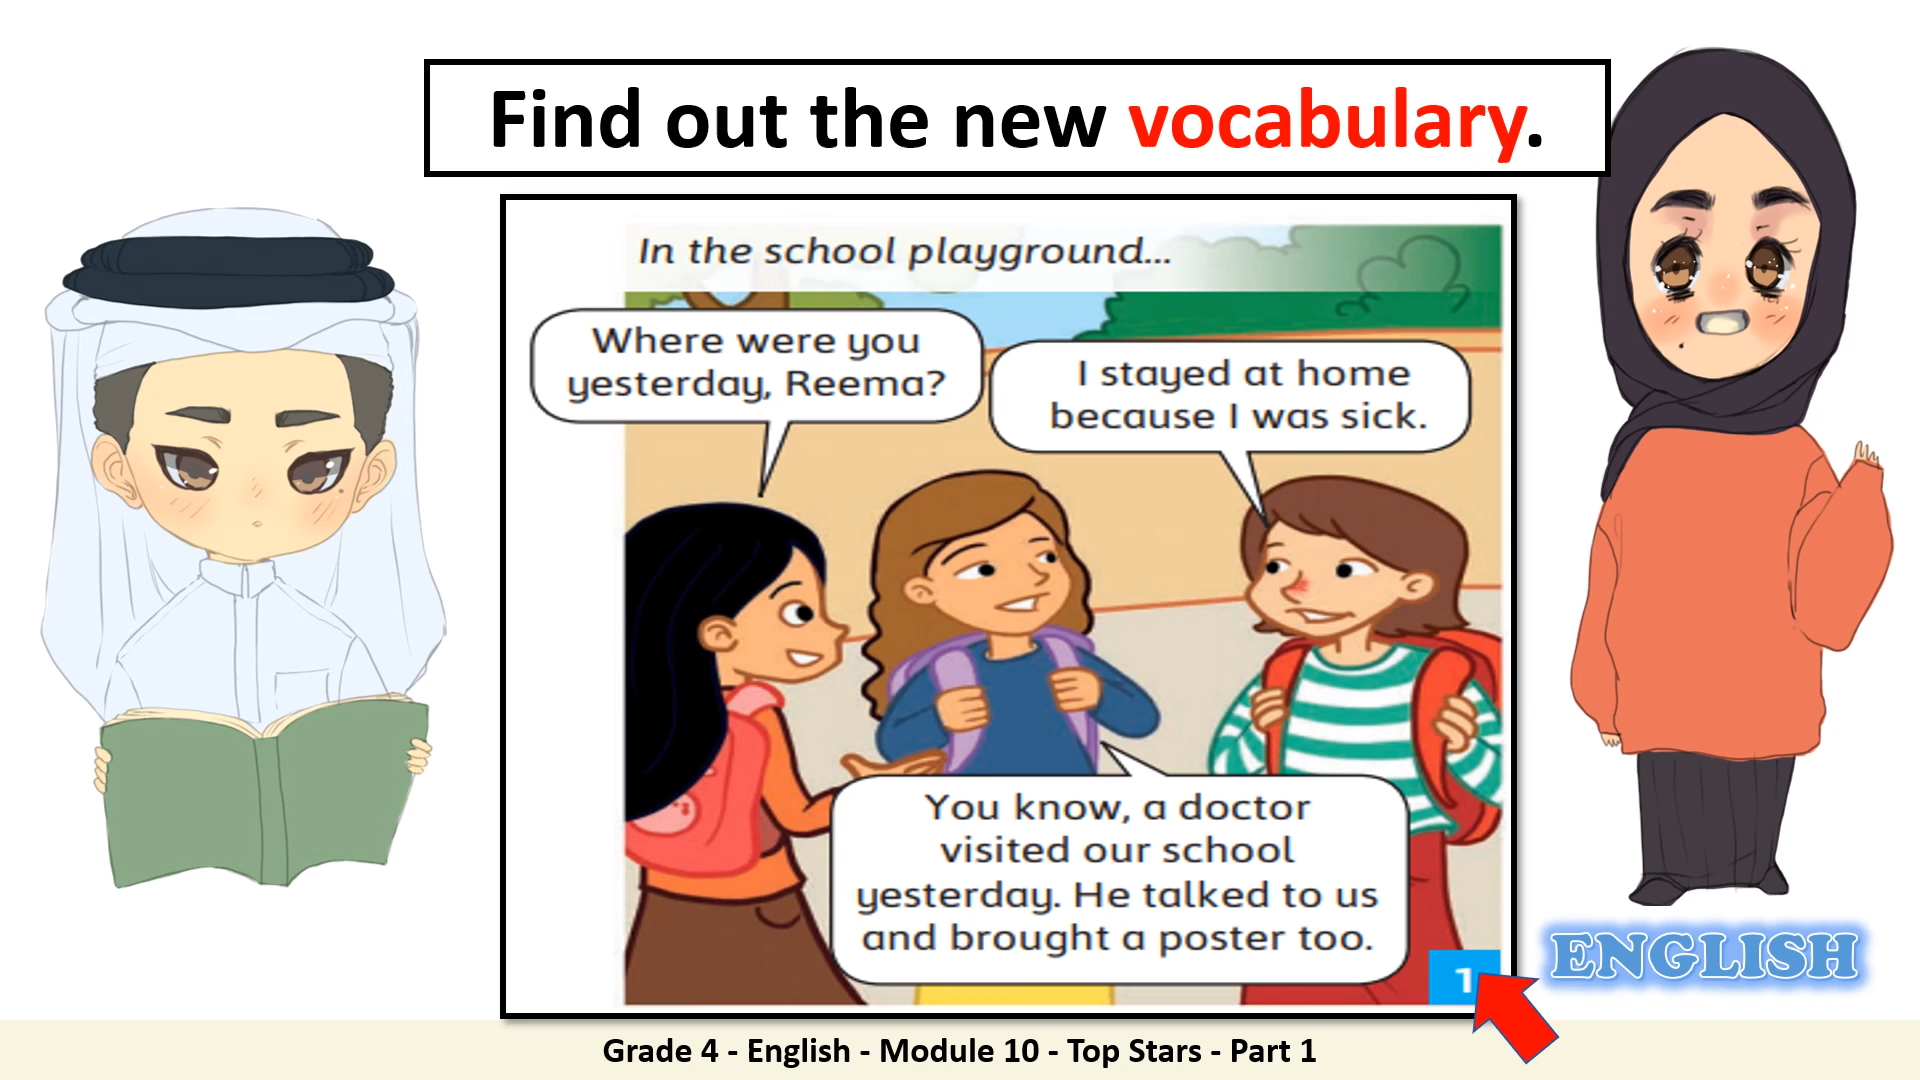 Find out the new vocabulary.
In the school playground...
Where were you
yesterday, Reema?
I stayed at home
because I was sick.
You know, a doctor
visited our school
yesterday. He talked to us
and brought a poster too.
1
ENGLISH
Grade 4 - English - Module 10 - Top Stars - Part 1